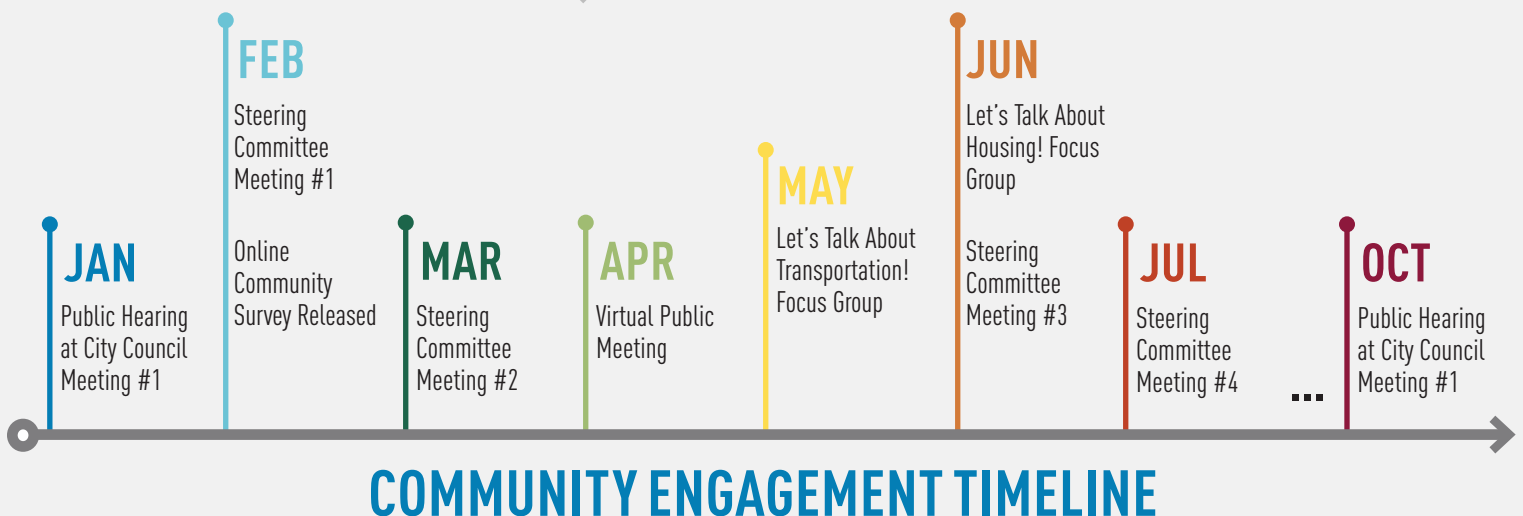 JAN
Public Hearing
at City Council
Meeting #1
FEB
Steering
Committee
Meeting #1
Online
Community
Survey Released
MAR
Steering
Committee
Meeting #2
APR
Virtual Public
Meeting
MAY
Let's Talk About
Transportation!
Focus Group
JUN
Let's Talk About
Housing! Focus
Group
Steering
Committee
Meeting #3
JUL
Steering
Committee
Meeting #4
...
OCT
Public Hearing
at City Council
Meeting #1
COMMUNITY ENGAGEMENT TIMELINE